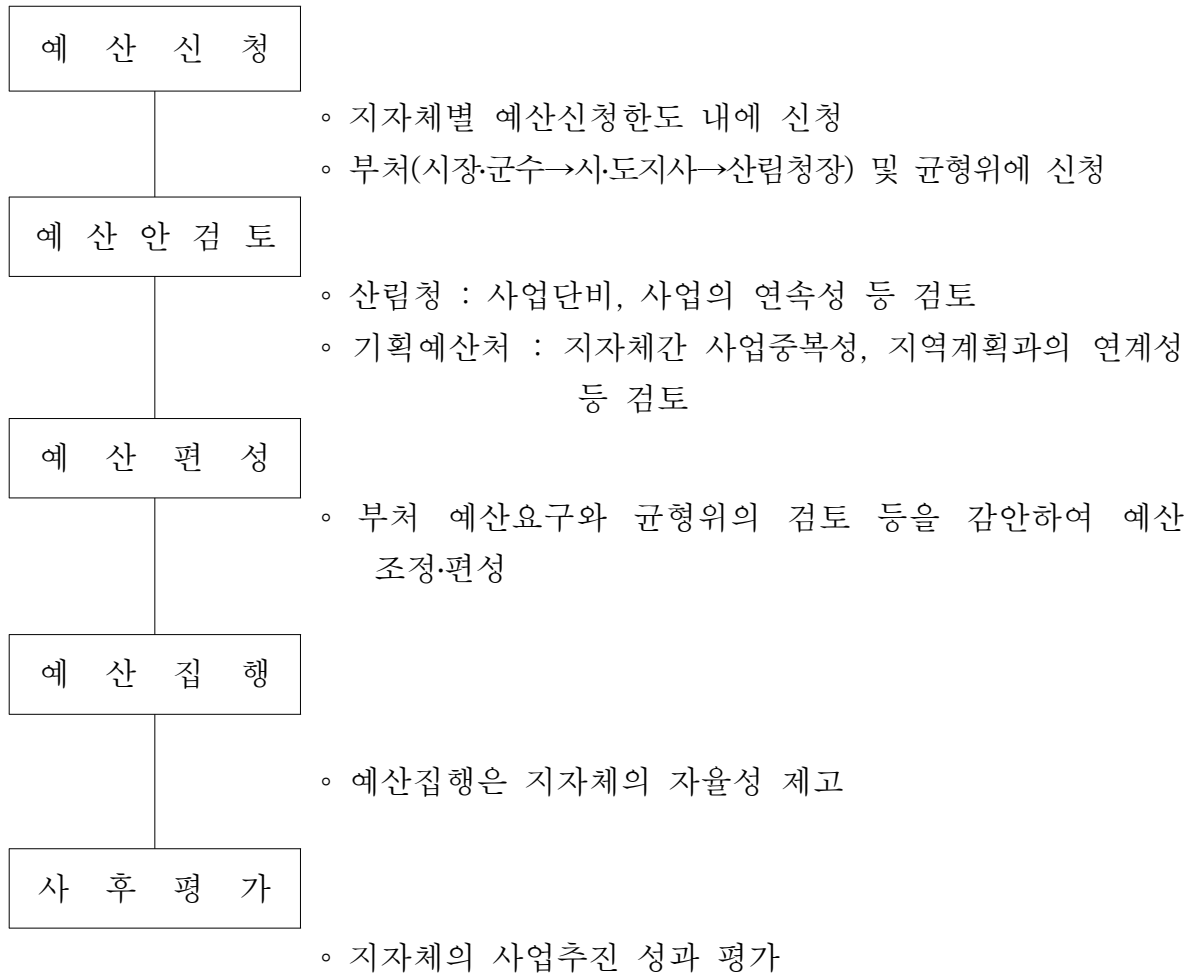 예 산 신 청
◦ 지자체별 예산신청한도 내에 신청
◦ 부처(시장·군수→시·도지사→산림청장) 및 균형위에 신청
예 산 안 검 토
◦ 산림청 : 사업단비, 사업의 연속성 등 검토
◦ 기획예산처 : 지자체간 사업중복성, 지역계획과의 연계성
등 검토
예 산 편 성
◦ 부처 예산요구와 균형위의 검토 등을 감안하여 예산
조정·편성
예 산 집 행
◦ 예산집행은 지자체의 자율성 제고
사 후 평 가
◦ 지자체의 사업추진 성과 평가